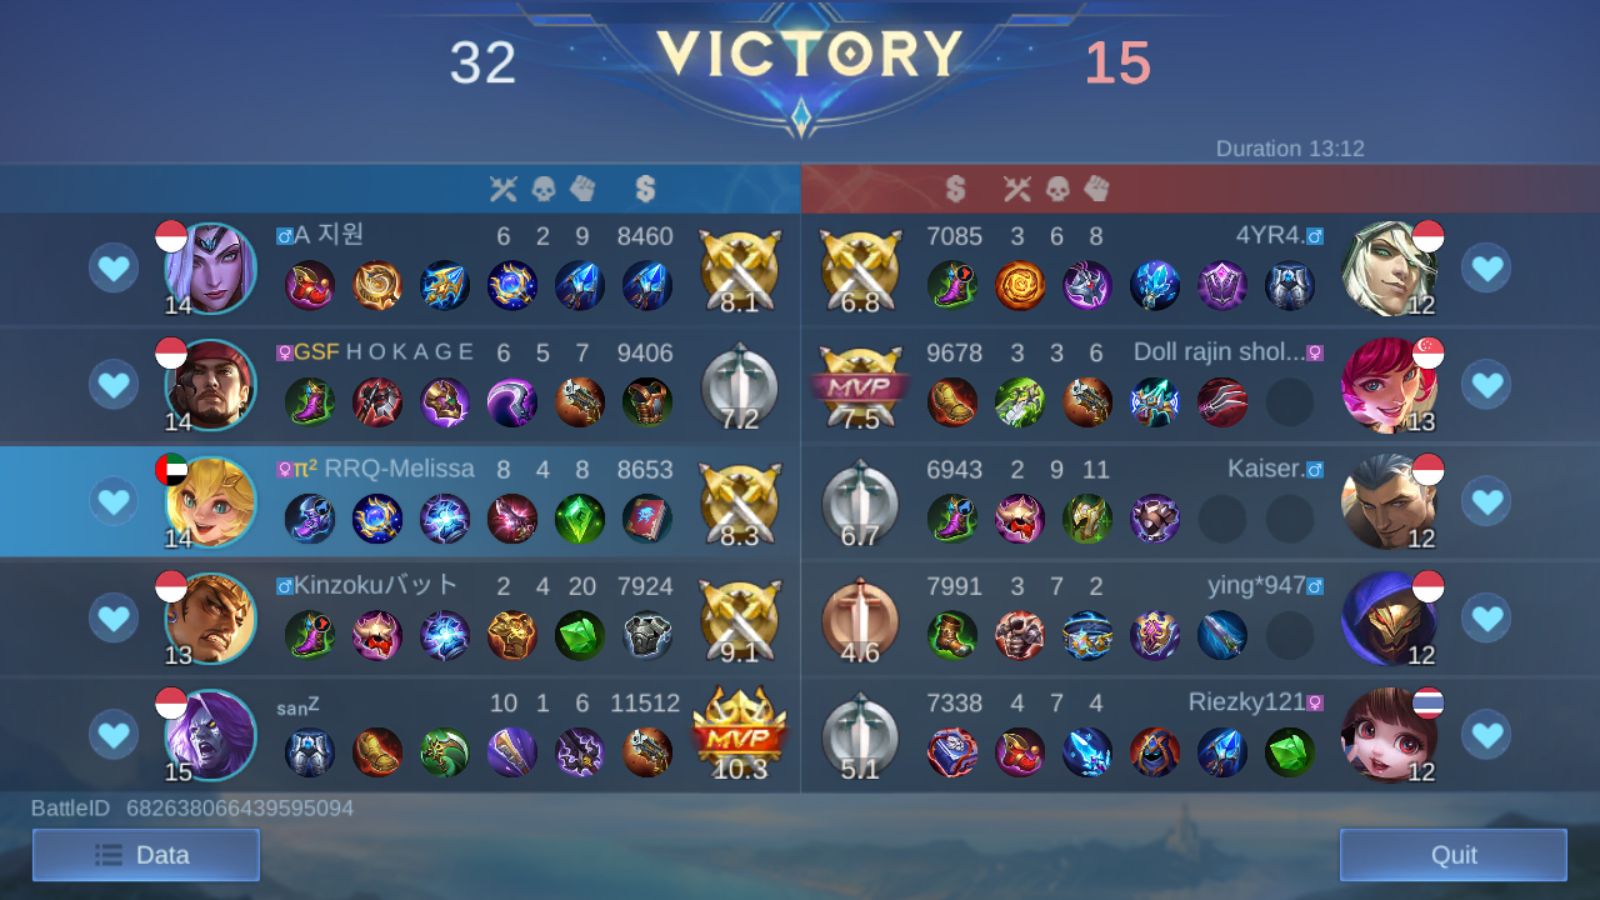 32 VICTORY 15
Duration 13:12
A 지원 6 2 9 8460 14 8.1
7085 3 6 8 4YR4. 12 6.8
GSF H O K A G E 6 5 7 9406 14 7.2
9678 3 3 6 Doll rajin shol... 13 MVP 7.5
π² RRQ-Melissa 8 4 8 8653 14 8.3
6943 2 9 11 Kaiser. 12 6.7
Kinzokuバット 2 4 20 7924 13 9.1
7991 3 7 2 ying*947 12 4.6
sanZ 10 1 6 11512 15 MVP 10.3
7338 4 7 4 Riezky121 12 5.1
BattleID 682638066439595094
Data Quit